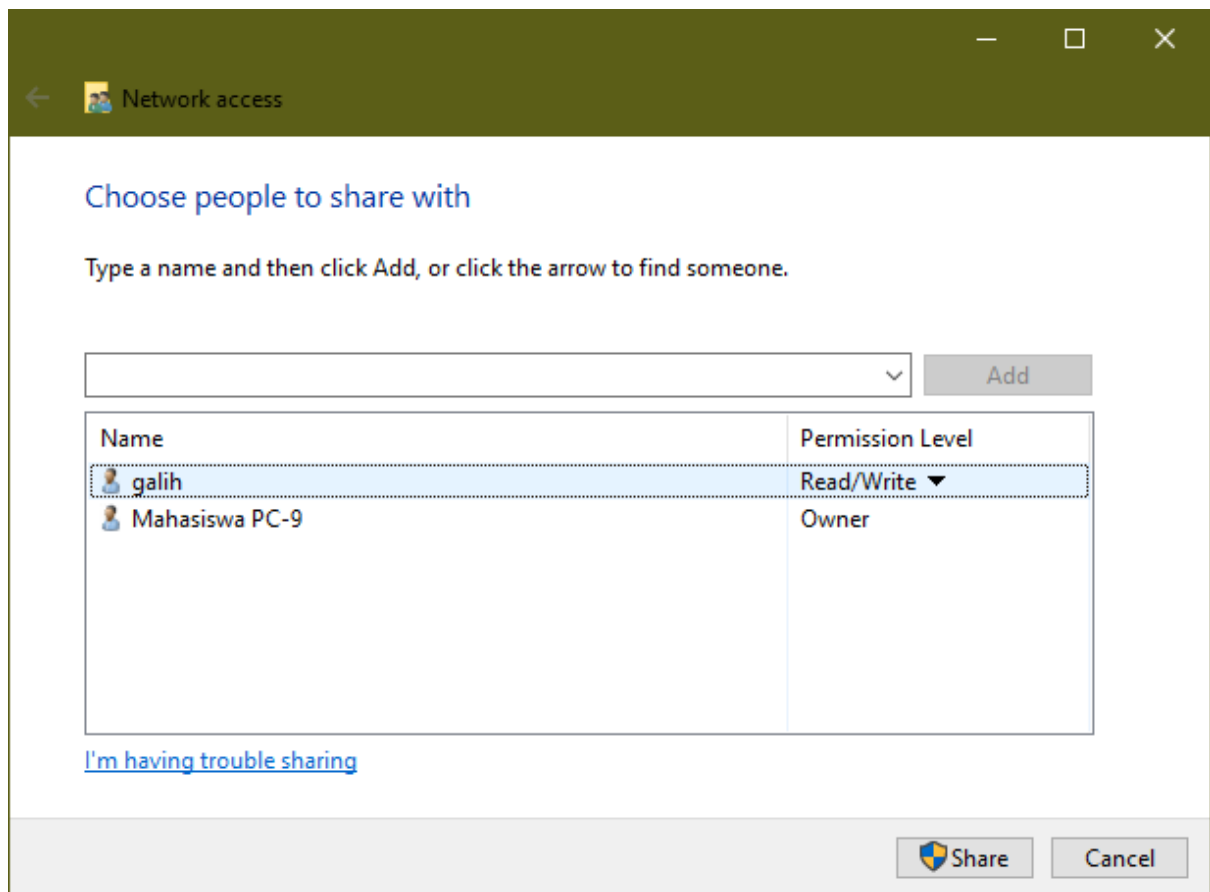 Network access
Choose people to share with
Type a name and then click Add, or click the arrow to find someone.
Add
Name Permission Level
galih Read/Write
Mahasiswa PC-9 Owner
I'm having trouble sharing
Share Cancel